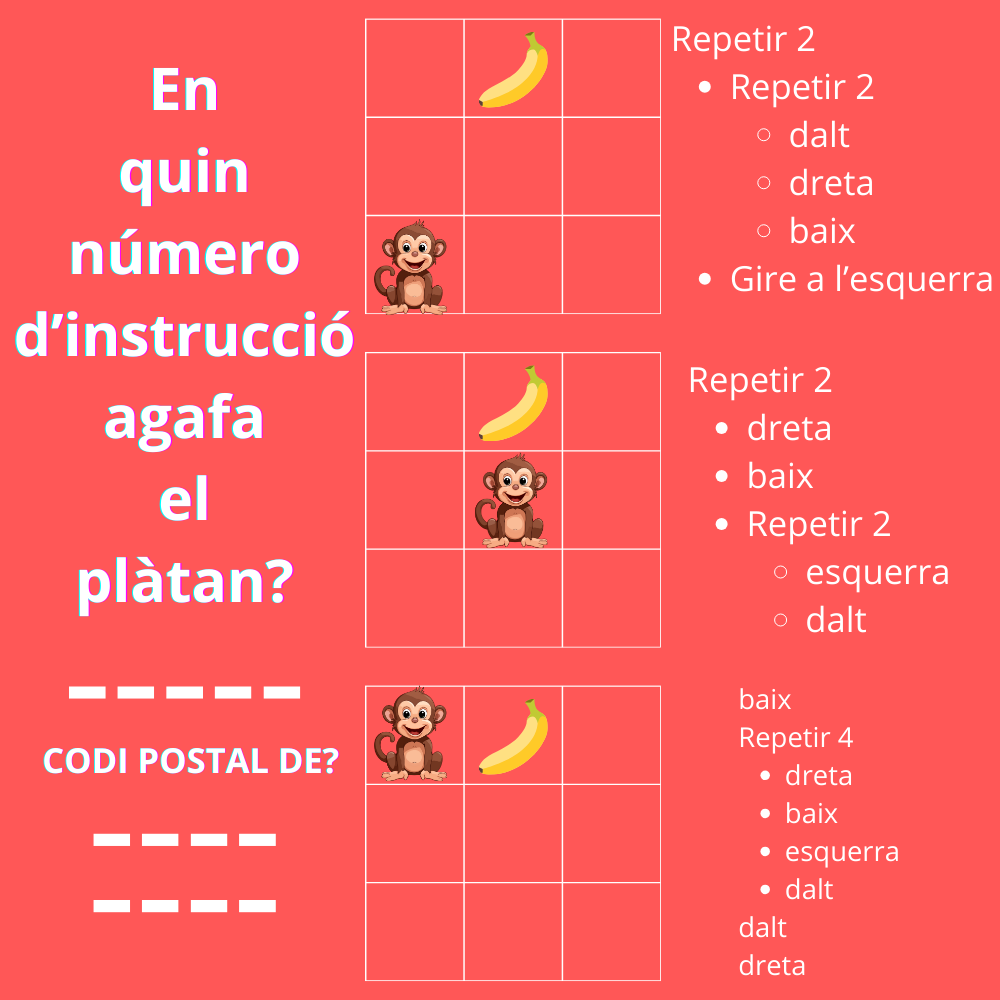 En
quin
número
d’instrucció
agafa
el
plàtan?
CODI POSTAL DE?
Repetir 2
Repetir 2
dalt
dreta
baix
Gire a l’esquerra
Repetir 2
dreta
baix
Repetir 2
esquerra
dalt
baix
Repetir 4
dreta
baix
esquerra
dalt
dalt
dreta